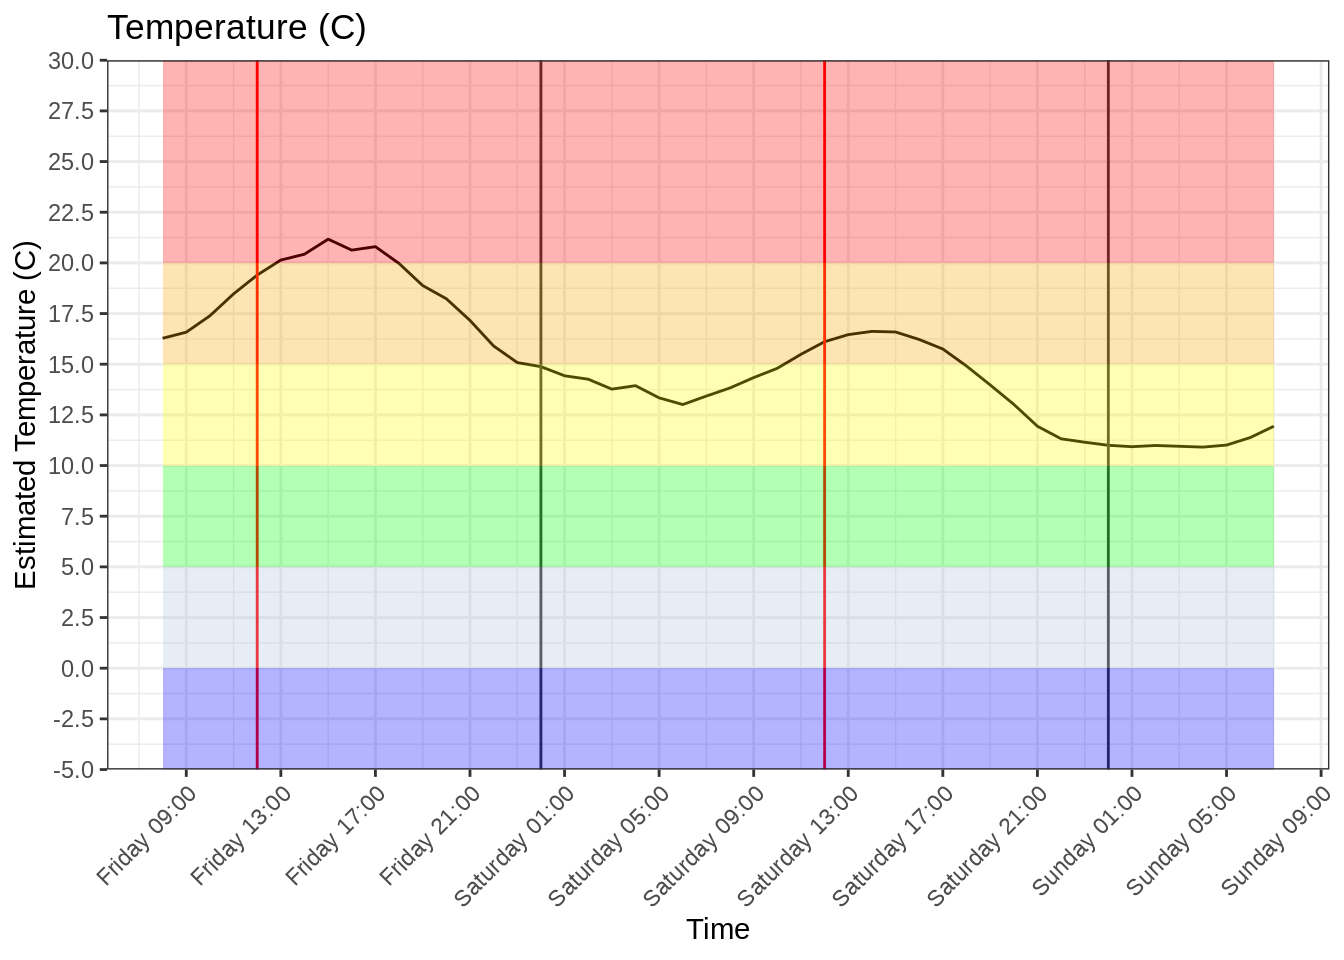 Temperature (C)
30.0
27.5
25.0
22.5
20.0
17.5
15.0
12.5
10.0
7.5
5.0
2.5
0.0
-2.5
-5.0
Estimated Temperature (C)
Friday 09:00
Friday 13:00
Friday 17:00
Friday 21:00
Saturday 01:00
Saturday 05:00
Saturday 09:00
Saturday 13:00
Saturday 17:00
Saturday 21:00
Sunday 01:00
Sunday 05:00
Sunday 09:00
Time